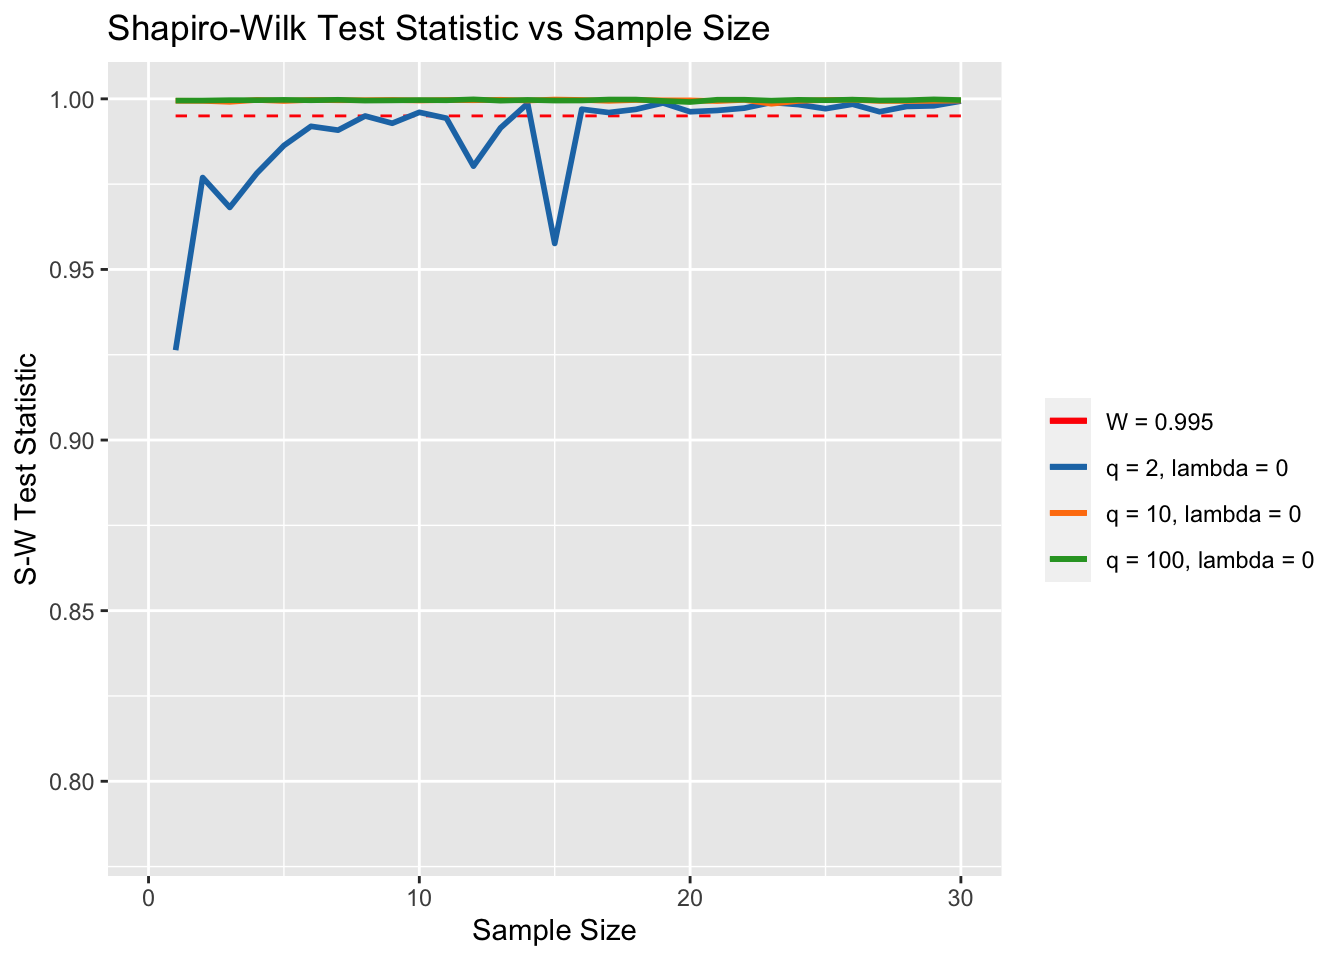 Shapiro-Wilk Test Statistic vs Sample Size
S-W Test Statistic
1.00
0.95
0.90
0.85
0.80
0
10
20
30
Sample Size
W = 0.995
q = 2, lambda = 0
q = 10, lambda = 0
q = 100, lambda = 0